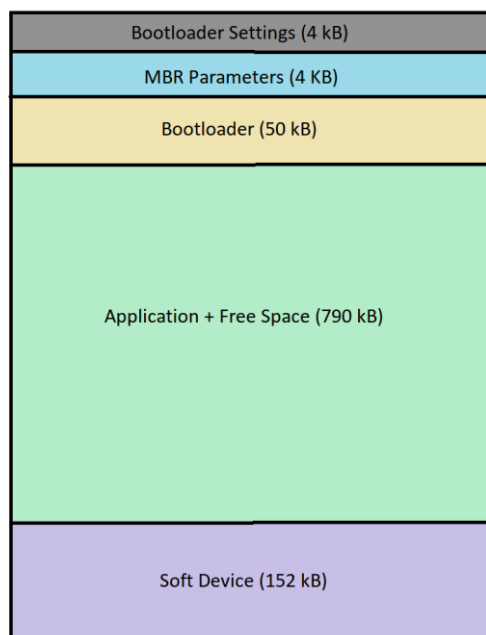 Bootloader Settings (4 kB)
MBR Parameters (4 KB)
Bootloader (50 kB)
Application + Free Space (790 kB)
Soft Device (152 kB)